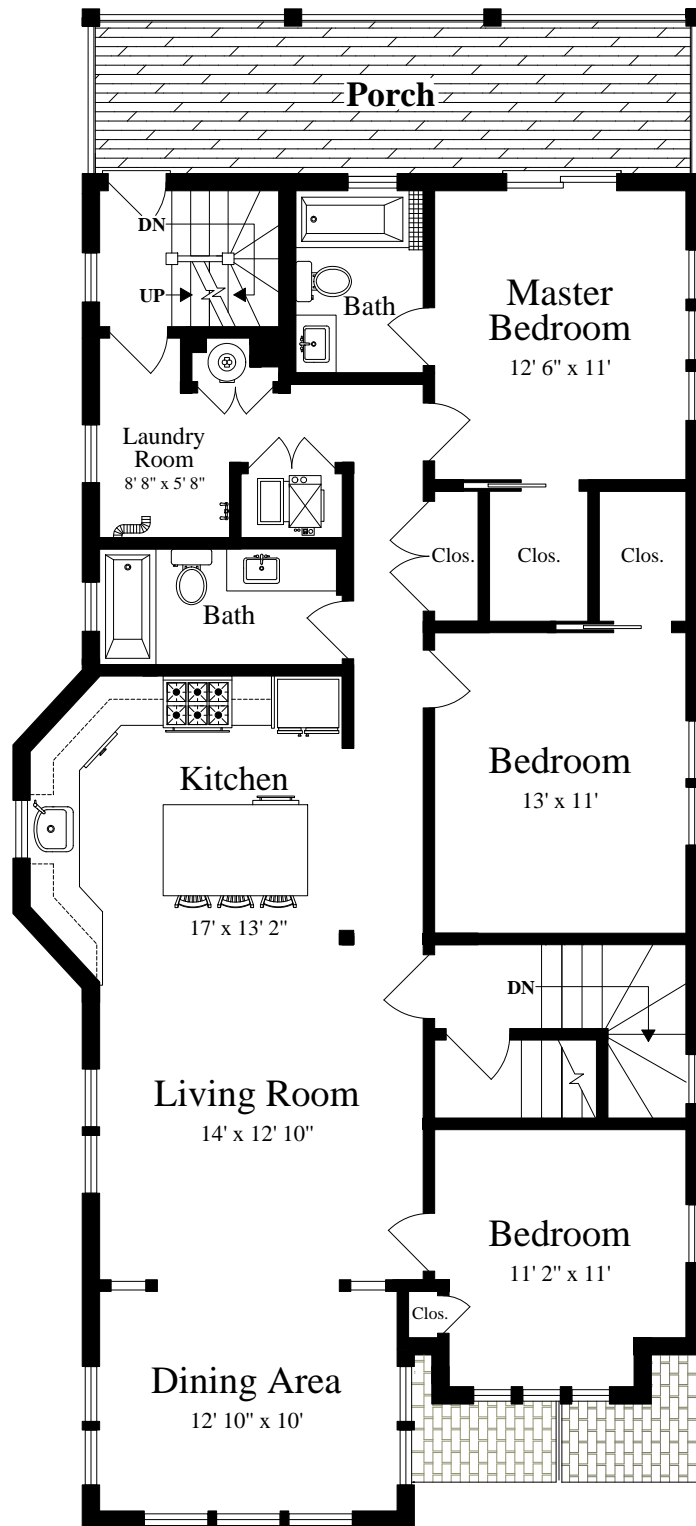 Porch
DN
UP
Bath
Master
Bedroom
12' 6" x 11'
Laundry
Room
8' 8" x 5' 8"
Clos.
Clos.
Clos.
Bath
Kitchen
17' x 13' 2"
Bedroom
13' x 11'
DN
Living Room
14' x 12' 10"
Bedroom
11' 2" x 11'
Clos.
Dining Area
12' 10" x 10'